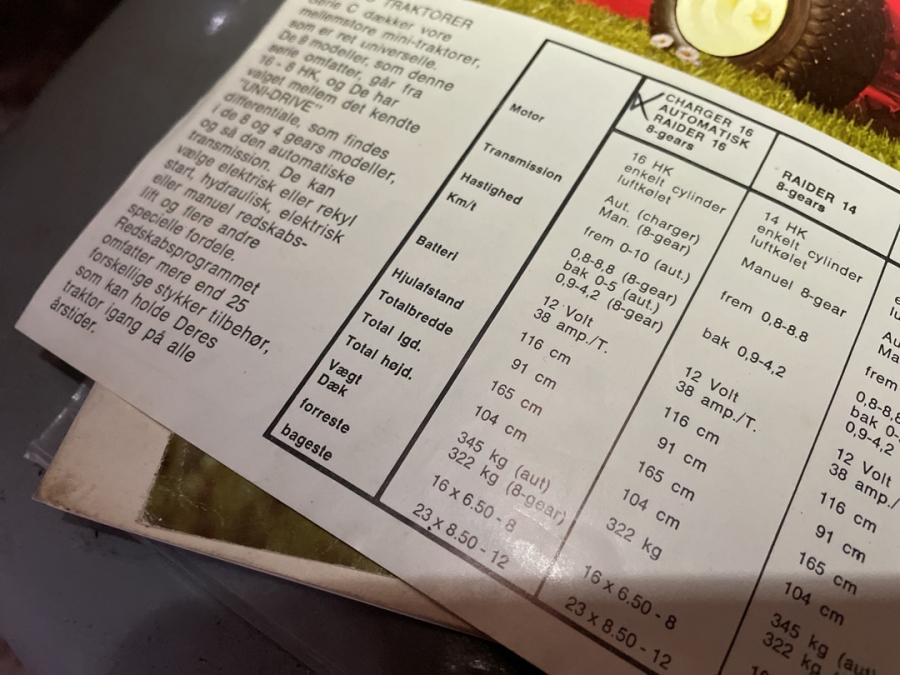 TRAKTORER
Serie C dækker vore
mellemstore mini-traktorer,
som er ret universelle.
De 9 modeller, som denne
serie omfatter, går fra
16 - 8 HK, og De har
valget mellem det kendte
"UNI-DRIVE"
differentiale, som findes
i de 8 og 4 gears modeller,
og så den automatiske
transmission. De kan
vælge elektrisk eller rekyl
start, hydraulisk, elektrisk
eller manuel redskabs-
lift og flere andre
specielle fordele.
Redskabsprogrammet
omfatter mere end 25
forskellige stykker tilbehør,
som kan holde Deres
traktor igang på alle
årstider.
Motor
Transmission
Hastighed
Km/t
Batteri
Hjulafstand
Totalbredde
Total lgd.
Total højd.
Vægt
Dæk
forreste
bageste
CHARGER 16
AUTOMATISK
RAIDER 16
8-gears
16 HK
enkelt cylinder
luftkølet
Aut. (charger)
Man. (8-gear)
frem 0-10 (aut.)
0,8-8,8 (8-gear)
bak 0-5 (aut.)
0,9-4,2 (8-gear)
12 Volt
38 amp./T.
116 cm
91 cm
165 cm
104 cm
345 kg (aut)
322 kg (8-gear)
16 x 6.50 - 8
23 x 8.50 - 12
RAIDER 14
8-gears
14 HK
enkelt cylinder
luftkølet
Manuel 8-gear
frem 0,8-8.8
bak 0,9-4,2
12 Volt
38 amp./T.
116 cm
91 cm
165 cm
104 cm
322 kg
16 x 6.50 - 8
23 x 8.50 - 12
Au
Ma
frem
0,8-8,8
bak 0-
0,9-4,2
12 Volt
38 amp./
116 cm
91 cm
165 cm
104 cm
345 kg (aut
322 kg